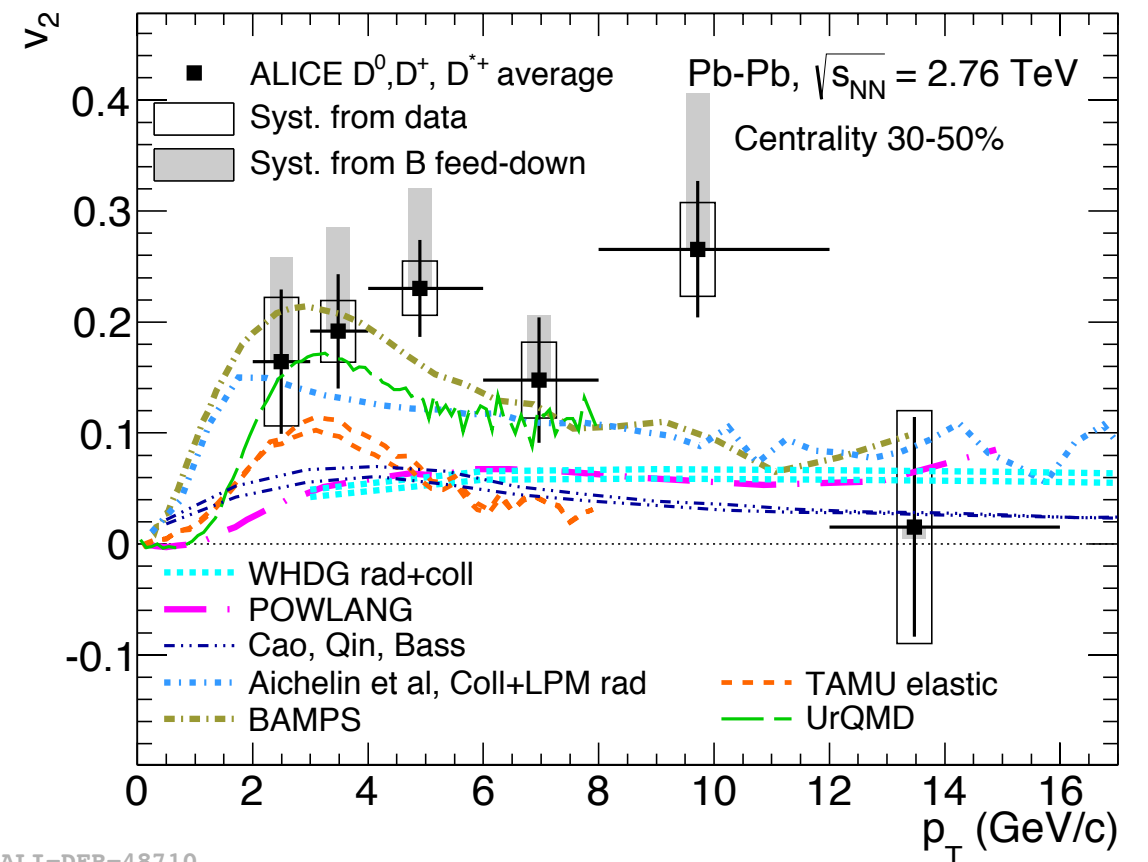 v2
ALICE D0,D+, D*+ average
Syst. from data
Syst. from B feed-down
Pb-Pb, √sNN = 2.76 TeV
Centrality 30-50%
0.4
0.3
0.2
0.1
0
-0.1
WHDG rad+coll
POWLANG
Cao, Qin, Bass
Aichelin et al, Coll+LPM rad
BAMPS
TAMU elastic
UrQMD
0 2 4 6 8 10 12 14 16
pT (GeV/c)